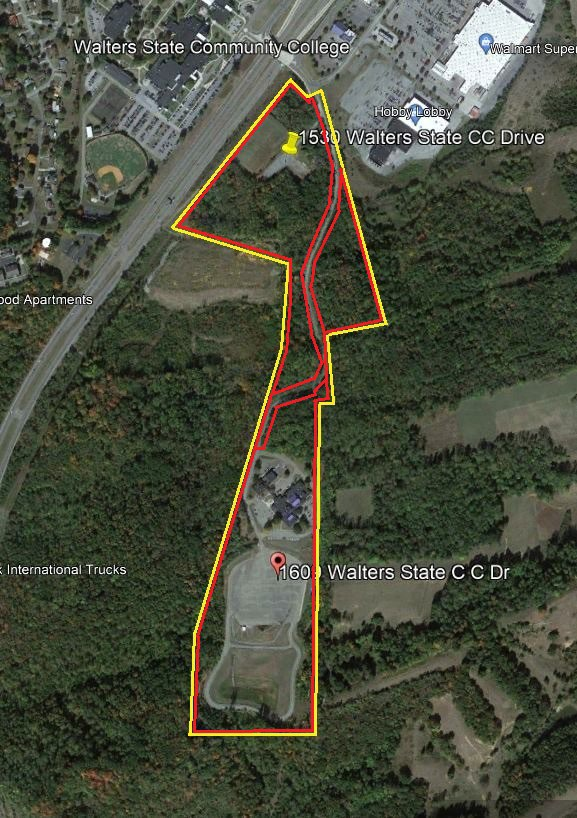 Walters State Community College
Walmart Super
Hobby Lobby
1530 Walters State CC Drive
ood Apartments
1609 Walters State C C Dr
k International Trucks